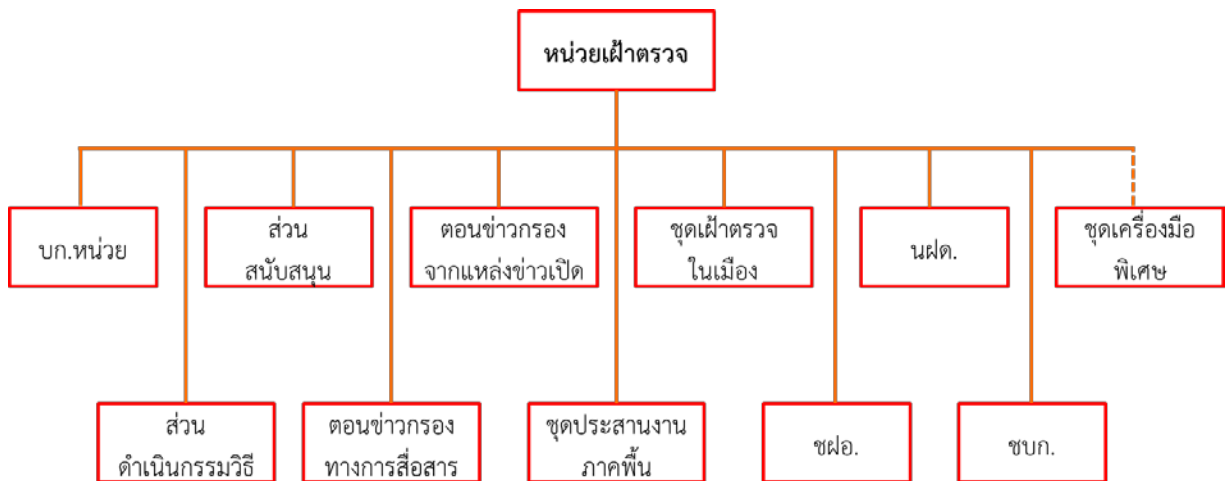 หน่วยเฝ้าตรวจ
บก.หน่วย
ส่วน
สนับสนุน
ตอนข่าวกรอง
จากแหล่งข่าวเปิด
ชุดเฝ้าตรวจ
ในเมือง
นฝต.
ชุดเครื่องมือ
พิเศษ
ส่วน
ดำเนินกรรมวิธี
ตอนข่าวกรอง
ทางการสื่อสาร
ชุดประสานงาน
ภาคพื้น
ชฝอ.
ชบก.